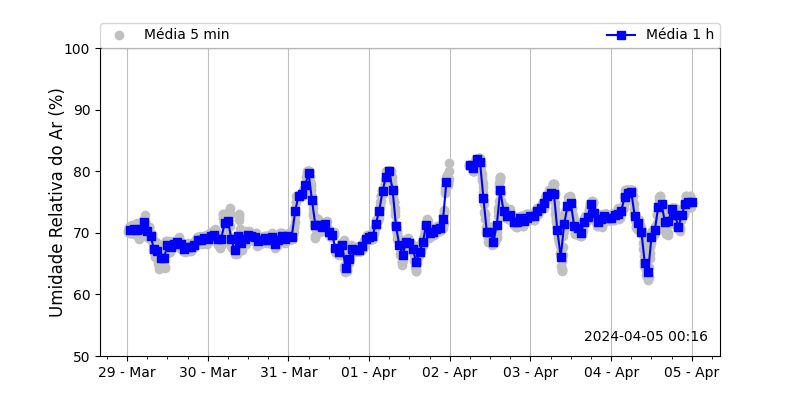 Média 5 min
Média 1 h
Umidade Relativa do Ar (%)
100
90
80
70
60
50
2024-04-05 00:16
29 - Mar
30 - Mar
31 - Mar
01 - Apr
02 - Apr
03 - Apr
04 - Apr
05 - Apr